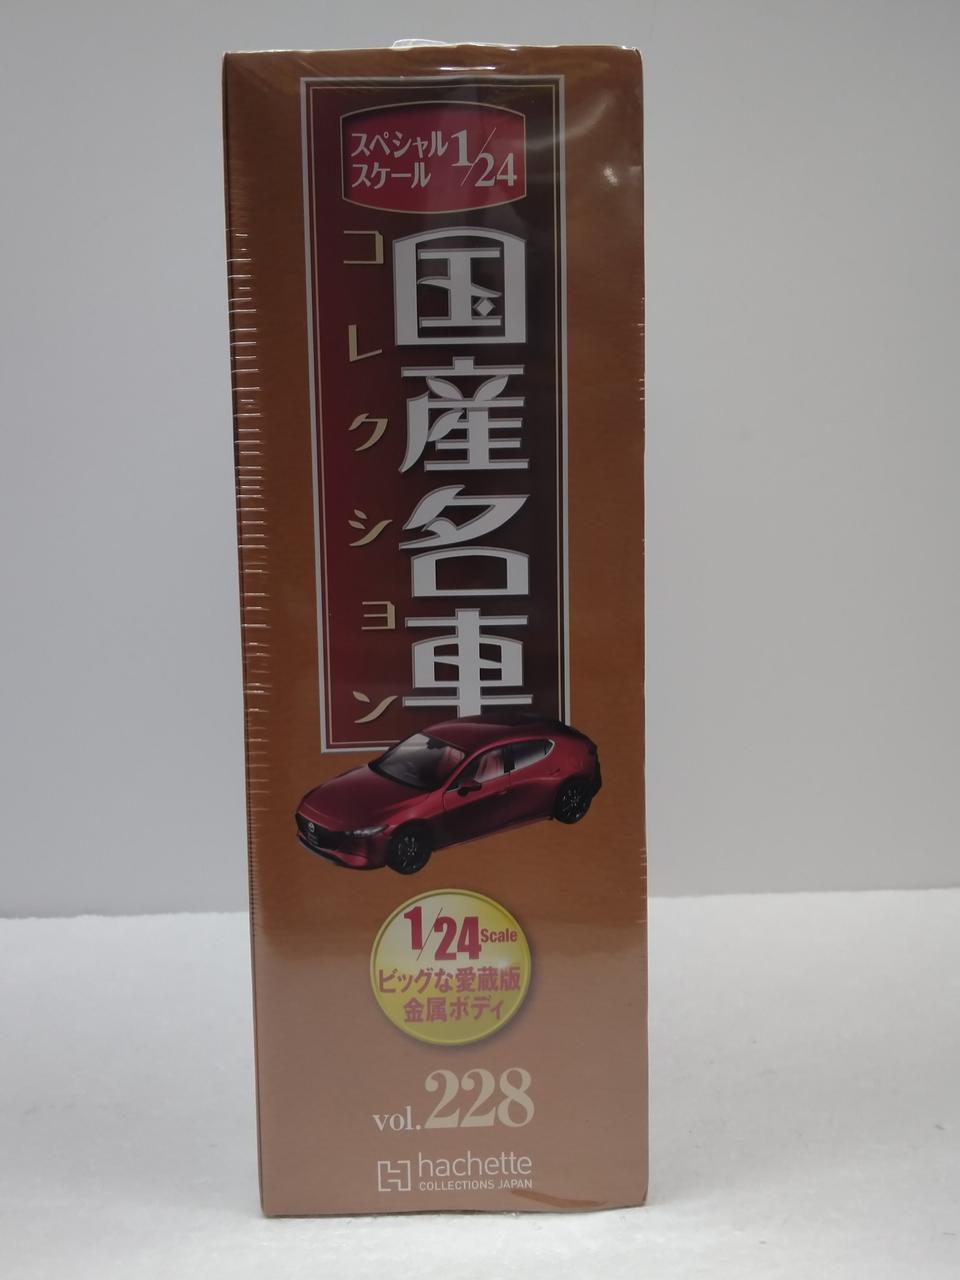 スペシャル
スケール
1/24
国産名車
コレクション
1/24 Scale
ビッグな愛蔵版
金属ボディ
vol.228
hachette
COLLECTIONS JAPAN